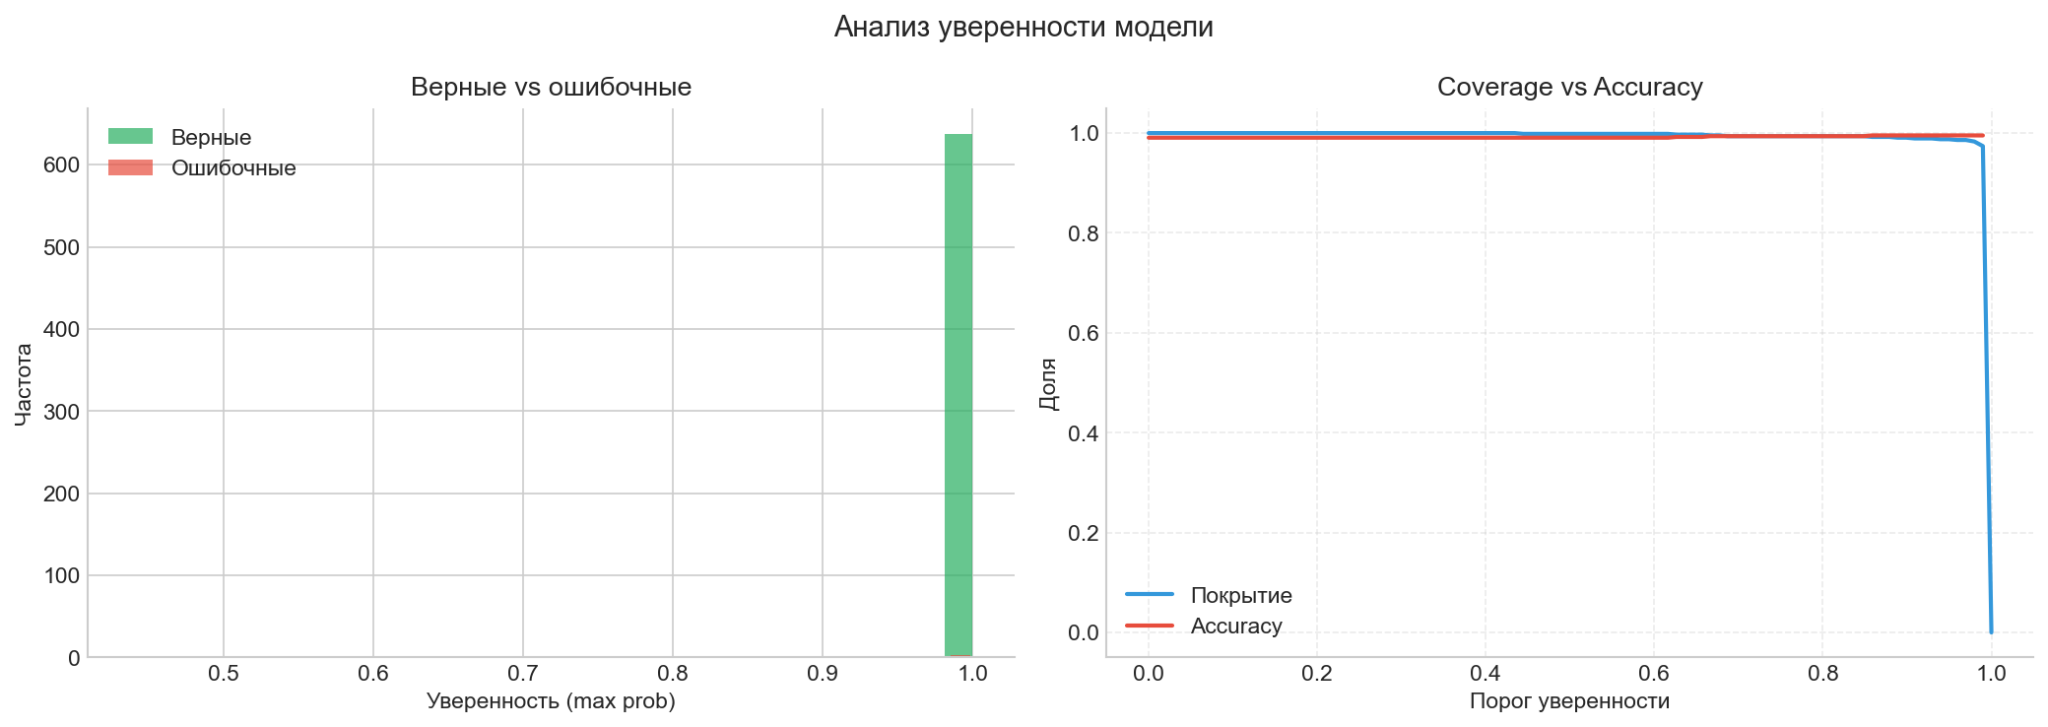 Анализ уверенности модели
Верные vs ошибочные
Верные
Ошибочные
600
500
400
300
200
100
0
Частота
0.5 0.6 0.7 0.8 0.9 1.0
Уверенность (max prob)
Coverage vs Accuracy
1.0
0.8
0.6
0.4
0.2
0.0
Доля
Покрытие
Accuracy
0.0 0.2 0.4 0.6 0.8 1.0
Порог уверенности